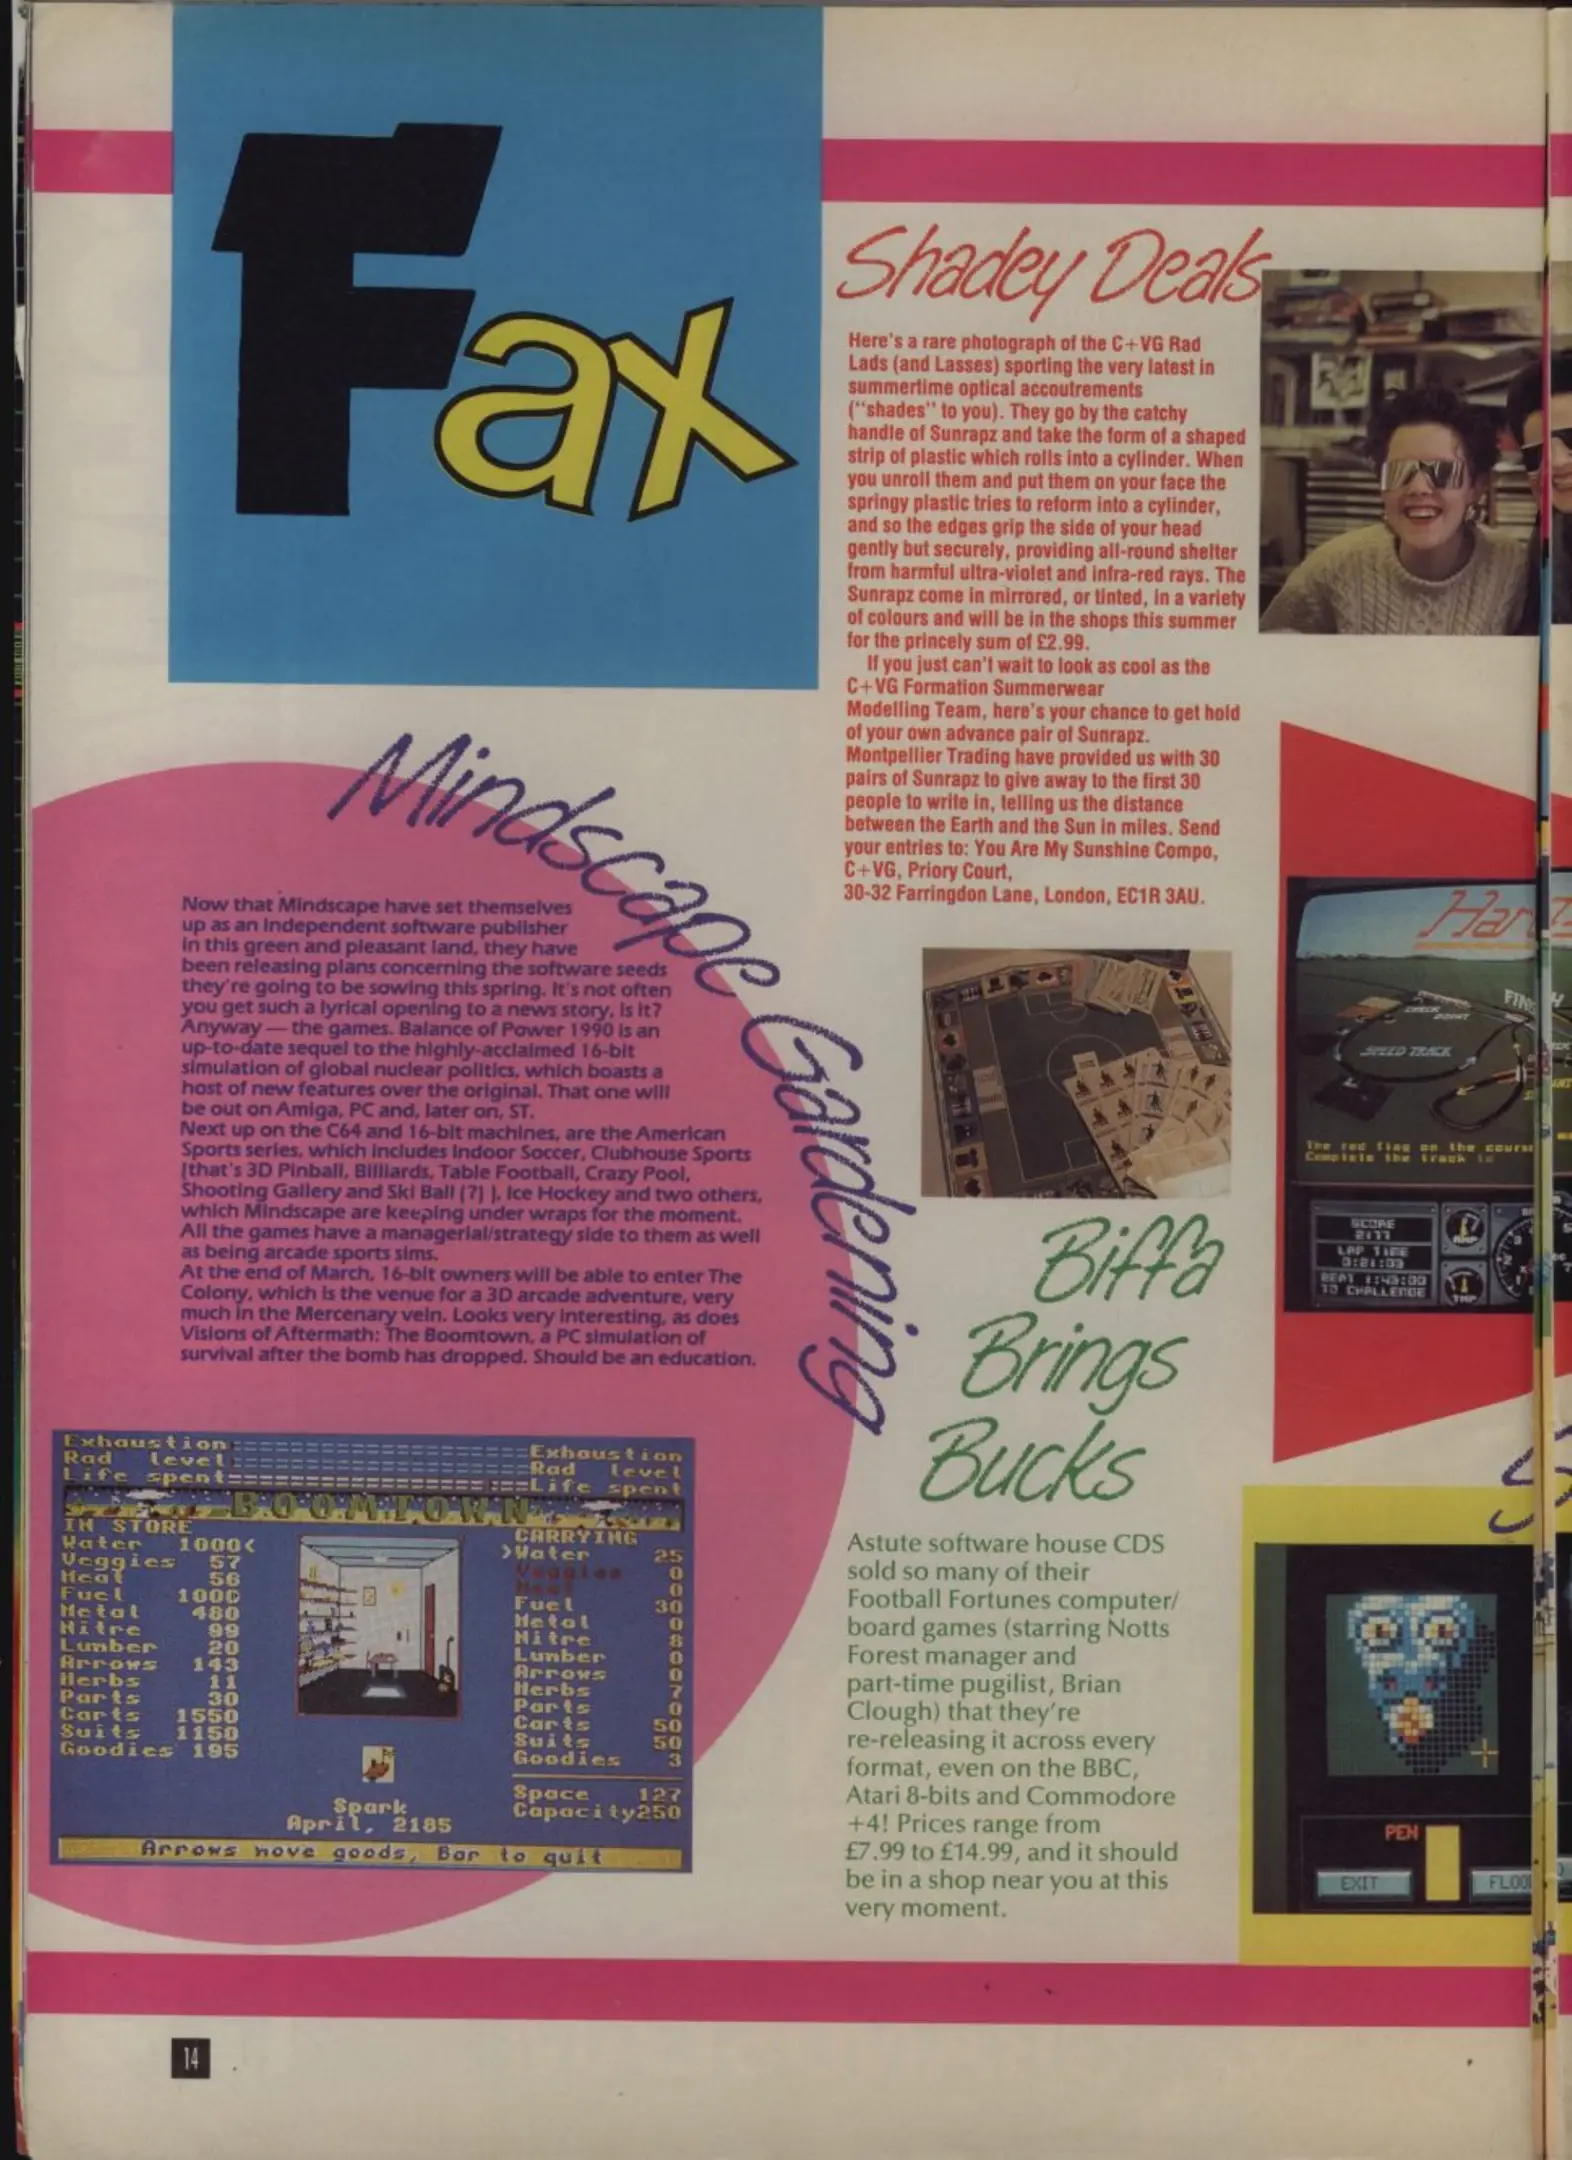 Fax
Shadey Deals
Here's a rare photograph of the C+VG Rad
Lads (and Lasses) sporting the very latest in
summertime optical accoutrements
("shades" to you). They go by the catchy
handle of Sunrapz and take the form of a shaped
strip of plastic which rolls into a cylinder. When
you unroll them and put them on your face the
springy plastic tries to reform into a cylinder,
and so the edges grip the side of your head
gently but securely, providing all-round shelter
from harmful ultra-violet and infra-red rays. The
Sunrapz come in mirrored, or tinted, in a variety
of colours and will be in the shops this summer
for the princely sum of £2.99.
If you just can't wait to look as cool as the
C+VG Formation Summerwear
Modelling Team, here's your chance to get hold
of your own advance pair of Sunrapz.
Montpellier Trading have provided us with 30
pairs of Sunrapz to give away to the first 30
people to write in, telling us the distance
between the Earth and the Sun in miles. Send
your entries to: You Are My Sunshine Compo,
C+VG, Priory Court,
30-32 Farringdon Lane, London, EC1R 3AU.
Mindscape Gardening
Now that Mindscape have set themselves
up as an independent software publisher
in this green and pleasant land, they have
been releasing plans concerning the software seeds
they're going to be sowing this spring. It's not often
you get such a lyrical opening to a news story, is it?
Anyway — the games. Balance of Power 1990 is an
up-to-date sequel to the highly-acclaimed 16-bit
simulation of global nuclear politics, which boasts a
host of new features over the original. That one will
be out on Amiga, PC and, later on, ST.
Next up on the C64 and 16-bit machines, are the American
Sports series, which includes Indoor Soccer, Clubhouse Sports
(that's 3D Pinball, Billiards, Table Football, Crazy Pool,
Shooting Gallery and Ski Ball (?) ), Ice Hockey and two others,
which Mindscape are keeping under wraps for the moment.
All the games have a managerial/strategy side to them as well
as being arcade sports sims.
At the end of March, 16-bit owners will be able to enter The
Colony, which is the venue for a 3D arcade adventure, very
much in the Mercenary vein. Looks very interesting, as does
Visions of Aftermath: The Boomtown, a PC simulation of
survival after the bomb has dropped. Should be an education.
Exhaustion Exhaustion
Rad level Rad level
Life spent Life spent
BOOMTOWN
IN STORE
Water 1000<
Veggies 57
Meat 56
Fuel 1000
Metal 480
Nitre 99
Lumber 20
Arrows 143
Herbs 11
Parts 30
Carts 1550
Suits 1150
Goodies 195
CARRYING
>Water 25
Veggies 0
Meat 0
Fuel 30
Metal 0
Nitre 8
Lumber 0
Arrows 0
Herbs 7
Parts 0
Carts 50
Suits 50
Goodies 3
Space 127
Capacity 250
Spark
April, 2185
Arrows move goods, Bar to quit
Biffa
Brings
Bucks
Astute software house CDS
sold so many of their
Football Fortunes computer/
board games (starring Notts
Forest manager and
part-time pugilist, Brian
Clough) that they're
re-releasing it across every
format, even on the BBC,
Atari 8-bits and Commodore
+4! Prices range from
£7.99 to £14.99, and it should
be in a shop near you at this
very moment.
Hard
CHECK
POINT
SPEED TRACK
The red flag on the course
Complete the track
SCORE
2177
LAP TIME
0:21:03
BEAT 1:43:00
TO CHALLENGE
AMP
TMP
PEN
EXIT
14